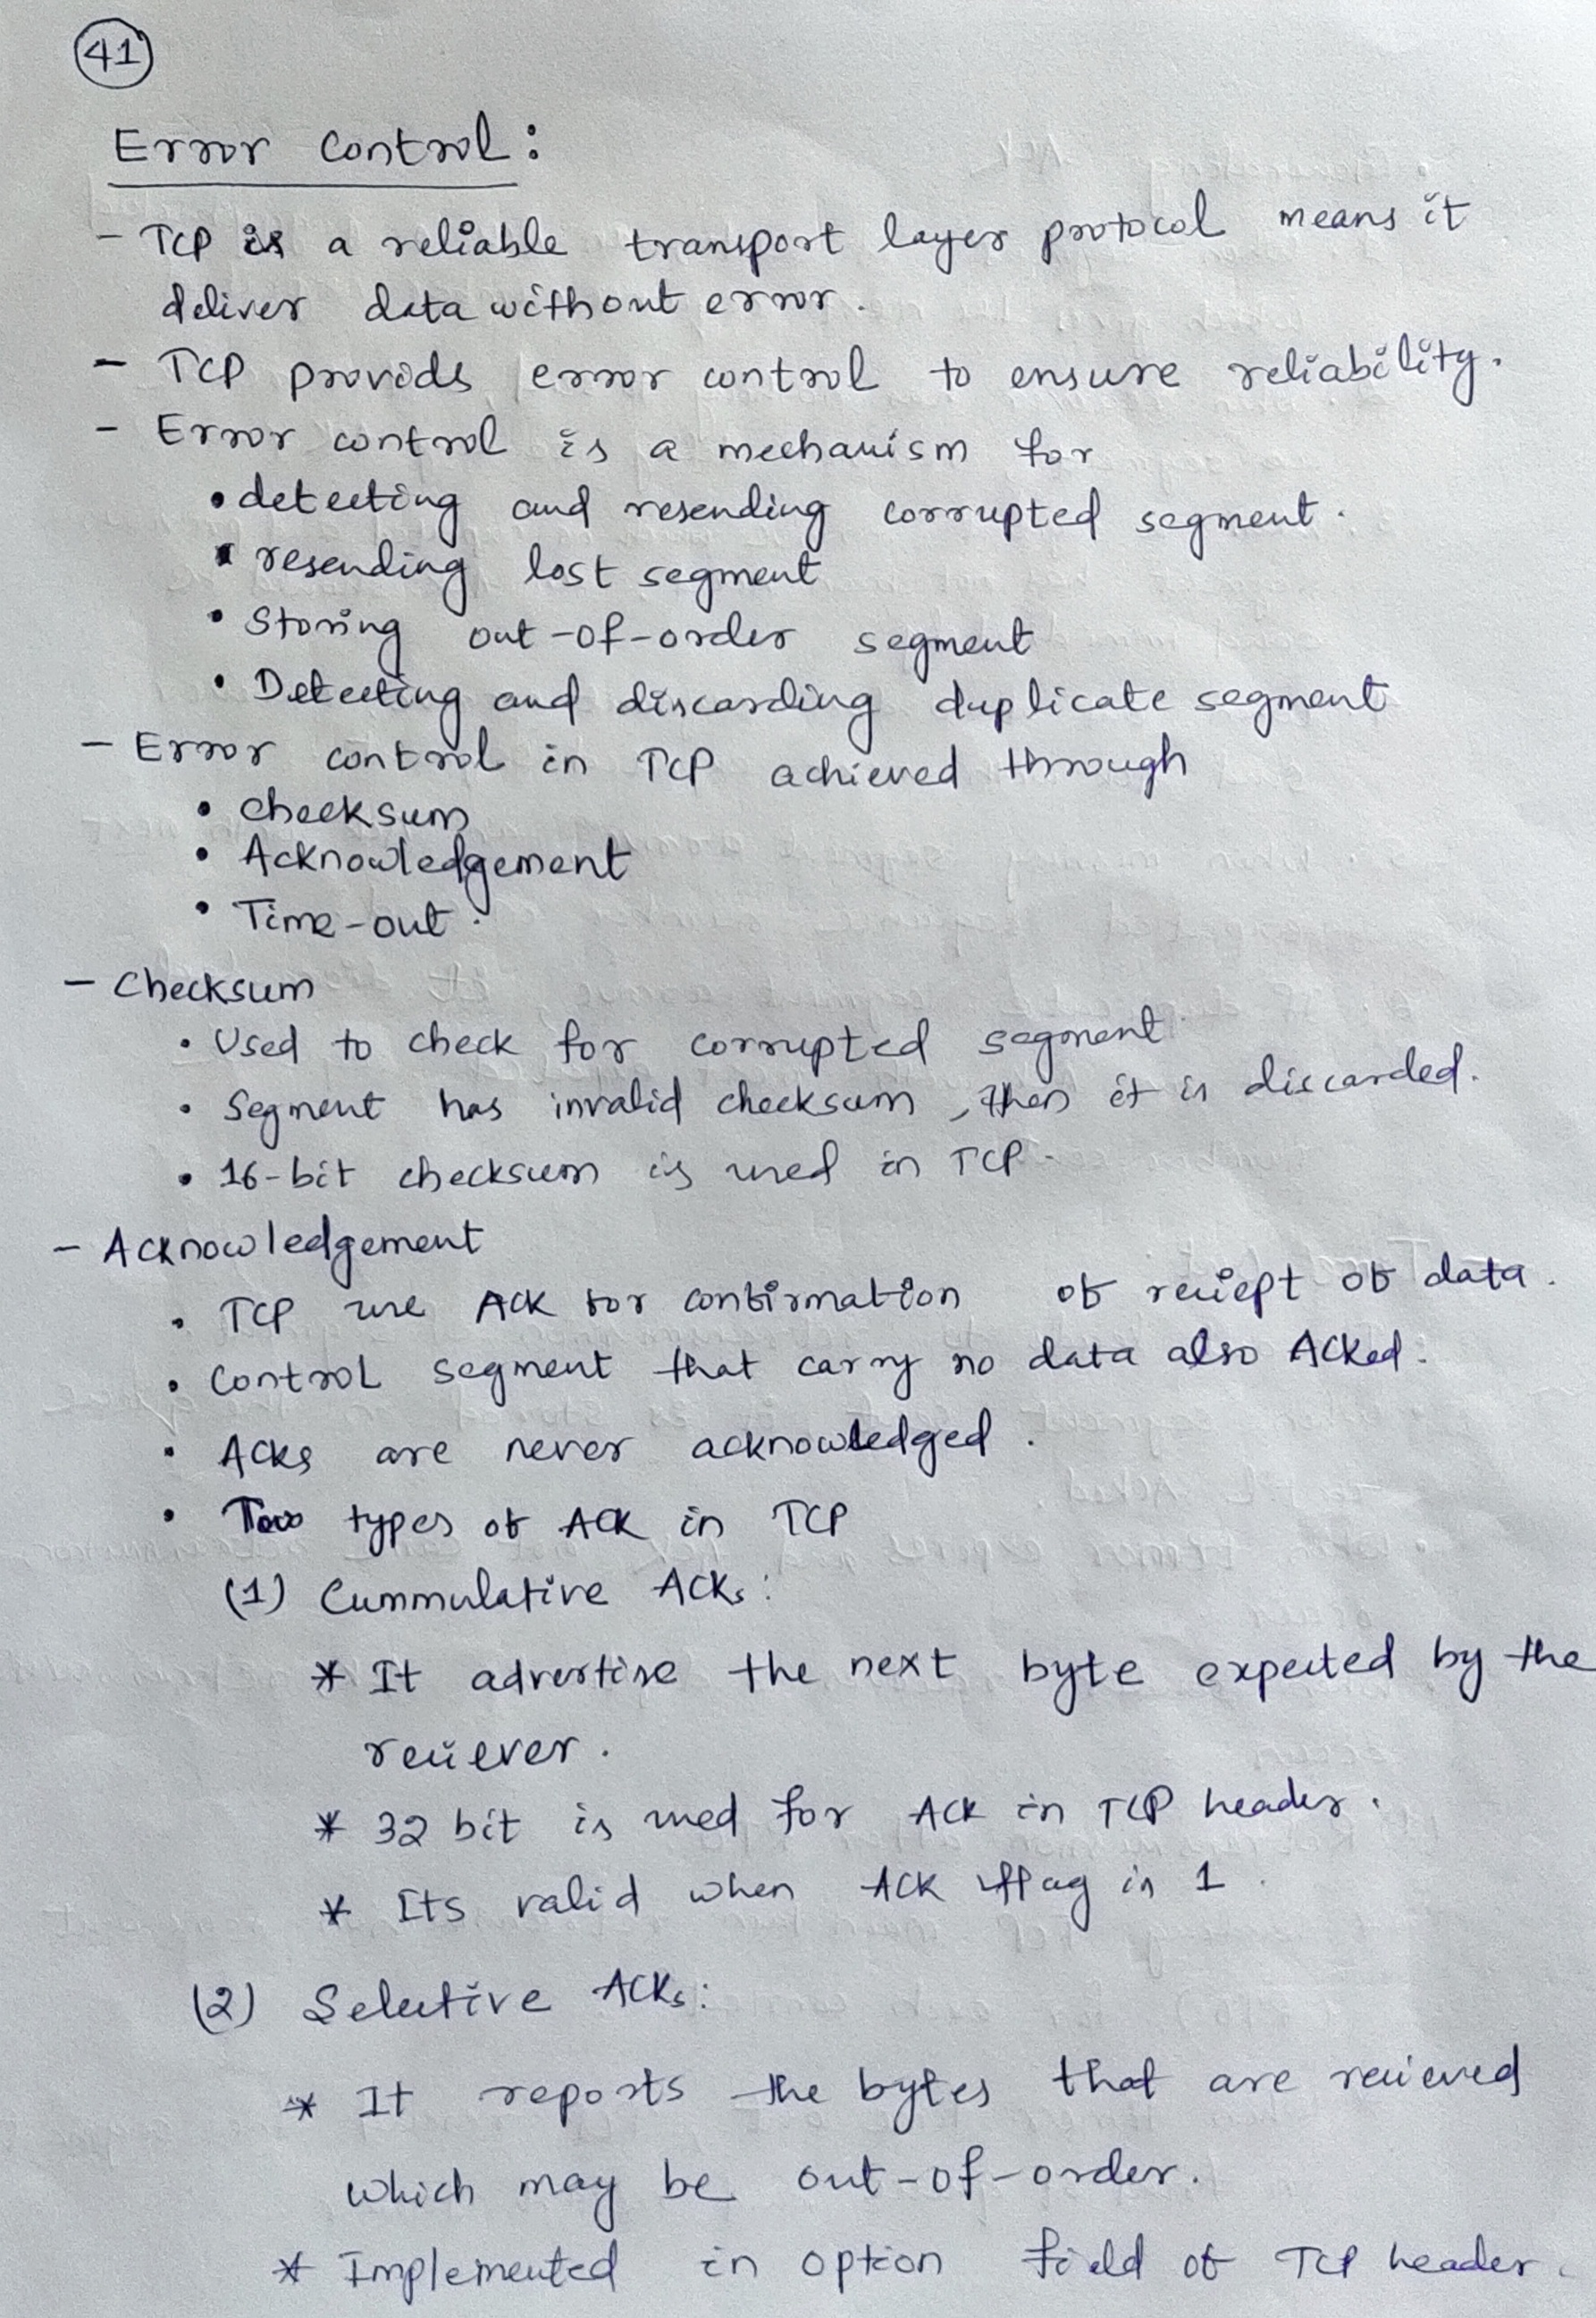 41
Error control:
- TCP is a reliable transport layer protocol means it
deliver data without error.
- TCP provids error control to ensure reliability.
- Error control is a mechanism for
• detecting and resending corrupted segment.
• resending lost segment
• Storing out-of-order segment
• Detecting and discarding duplicate segment
- Error control in TCP achieved through
• checksum
• Acknowledgement
• Time-out.
- Checksum
• Used to check for corrupted segment
• Segment has invalid checksum, then it is discarded.
• 16-bit checksum is used in TCP.
- Acknowledgement
• TCP use ACK for confirmation of reciept of data.
• Control segment that carry no data also ACKed.
• ACKs are never acknowledged.
• Two types of ACK in TCP
(1) Cummulative ACKs:
* It advertise the next byte expected by the
reciever.
* 32 bit is used for ACK in TCP header.
* Its valid when ACK flag is 1.
(2) Selective ACKs:
* It reports the bytes that are recieved
which may be out-of-order.
* Implemented in option field of TCP header.